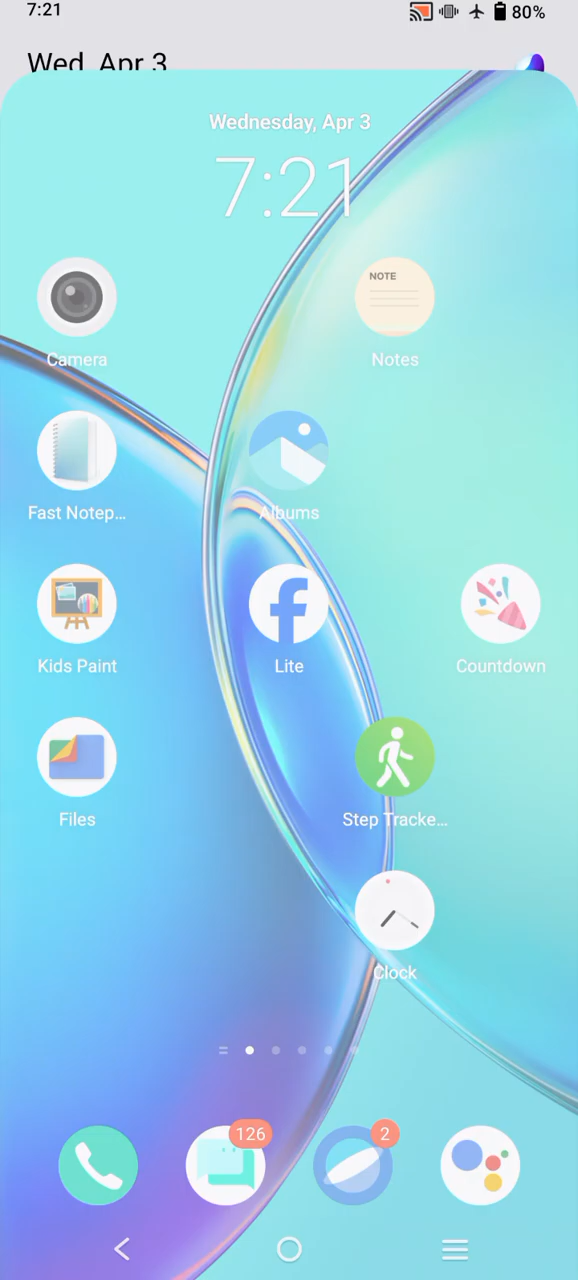 7:21
80%
Wed, Apr 3
Wednesday, Apr 3
7:21
NOTE
Camera
Notes
Fast Notep...
Albums
Kids Paint
Lite
Countdown
Files
Step Tracke...
Clock
126
2